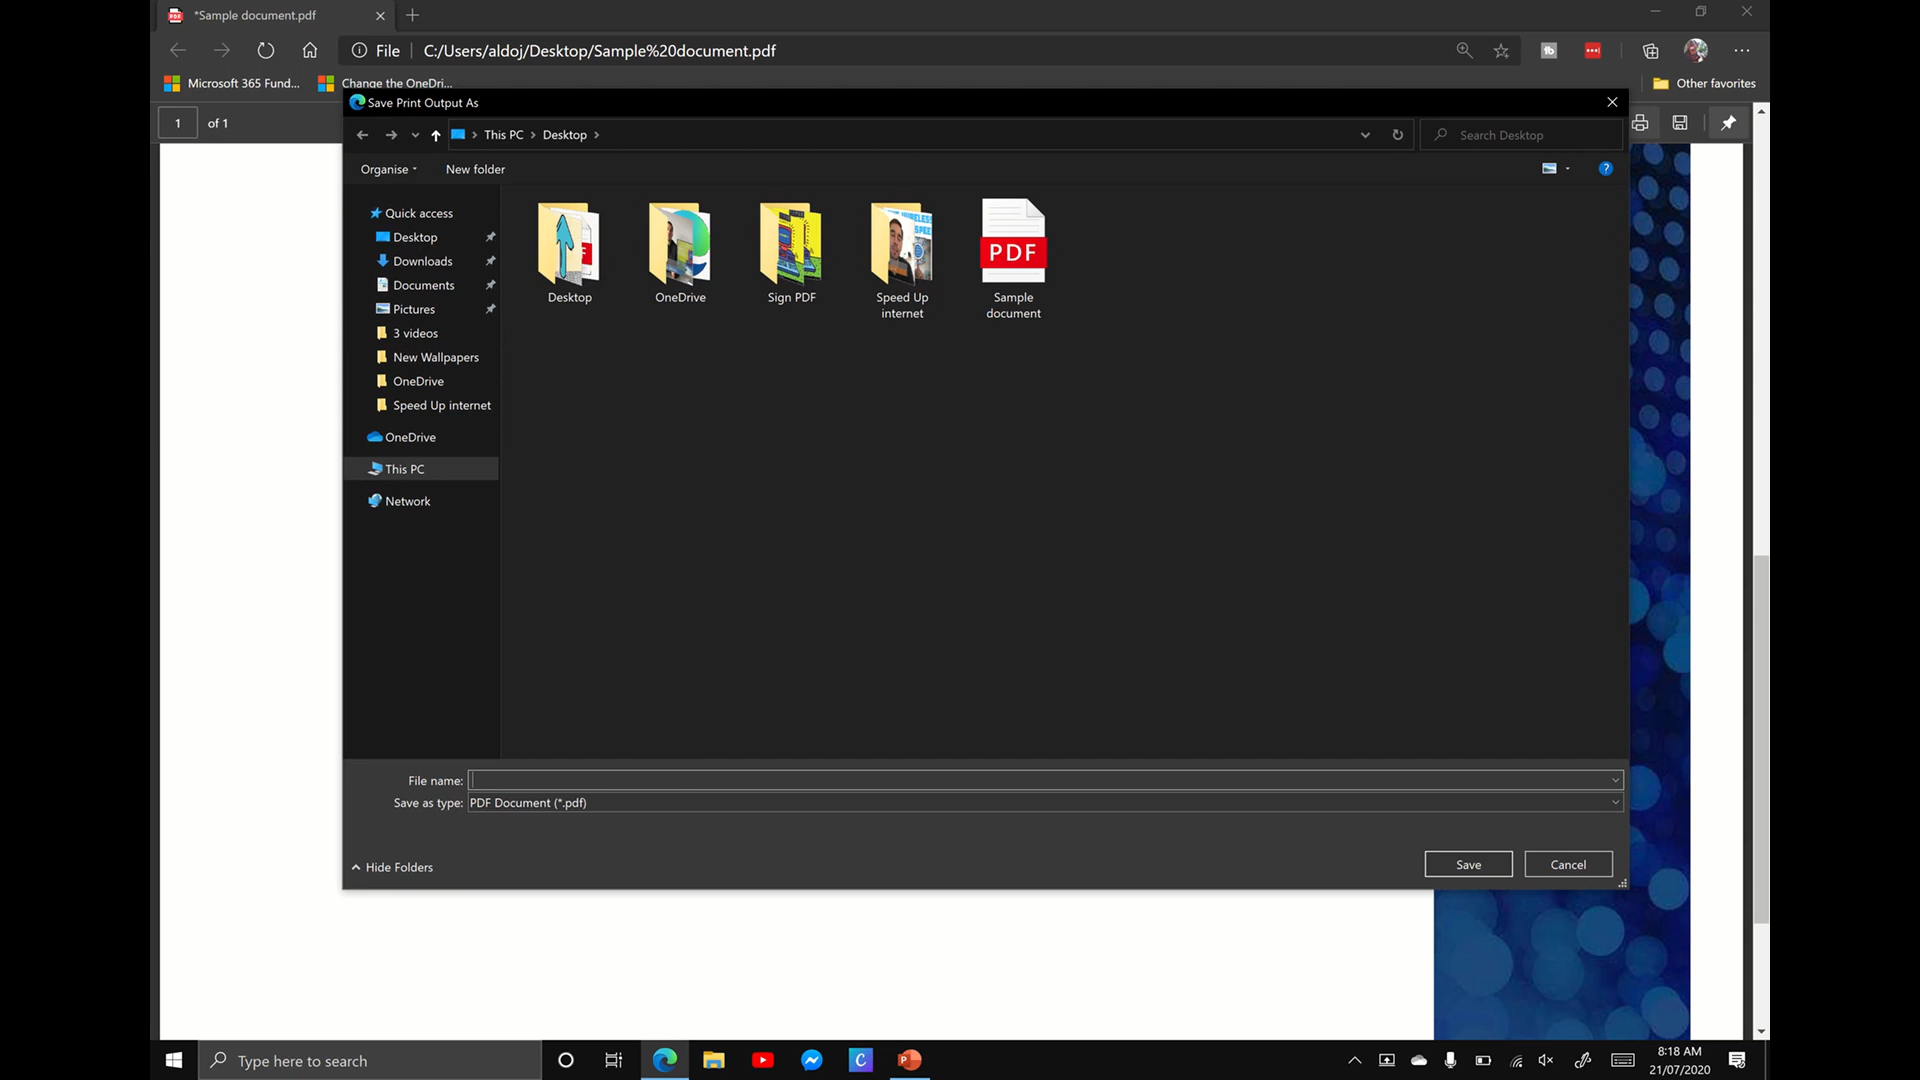 *Sample document.pdf
File
C:/Users/aldoj/Desktop/Sample%20document.pdf
Microsoft 365 Fund...
Change the OneDri...
Other favorites
Save Print Output As
1
of 1
This PC
Desktop
Search Desktop
Organise
New folder
Quick access
Desktop
Downloads
Documents
Pictures
3 videos
New Wallpapers
OneDrive
Speed Up internet
OneDrive
This PC
Network
Desktop
OneDrive
Sign PDF
Speed Up
internet
PDF
Sample
document
File name:
Save as type:
PDF Document (*.pdf)
Hide Folders
Save
Cancel
Type here to search
8:18 AM
21/07/2020